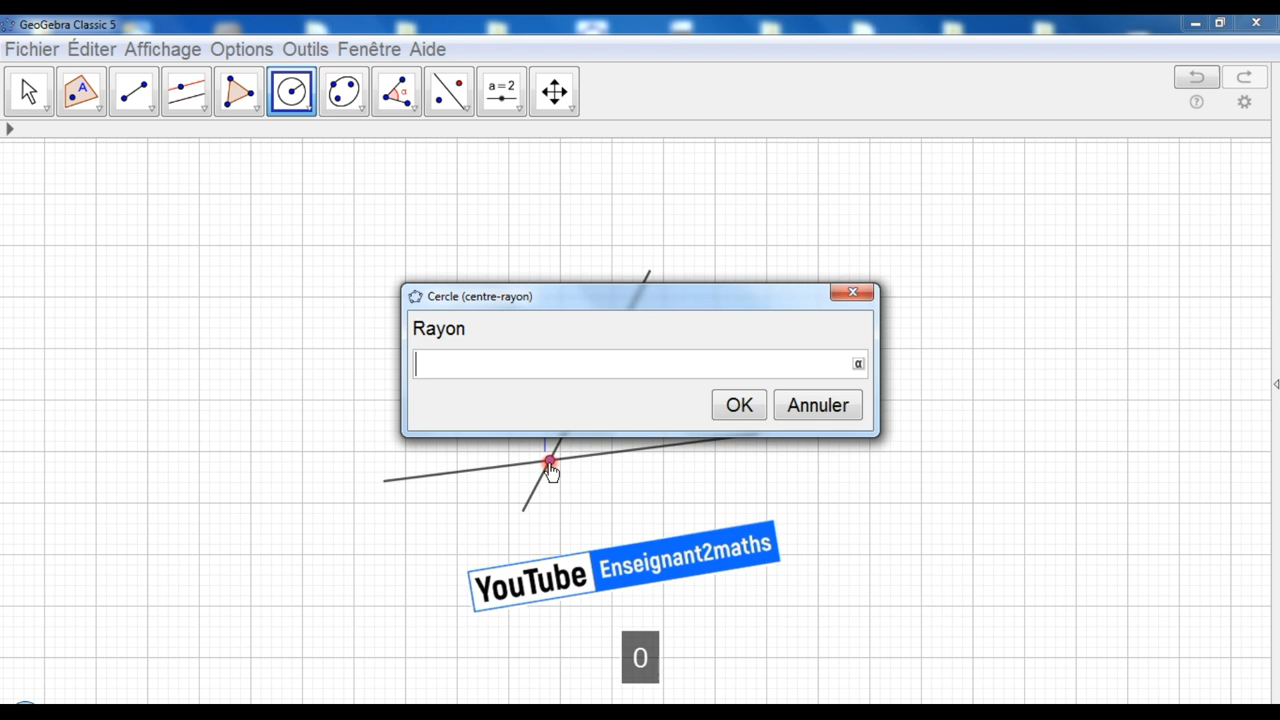 GeoGebra Classic 5
Fichier Éditer Affichage Options Outils Fenêtre Aide
A
α
a=2
Cercle (centre-rayon)
Rayon
α
OK Annuler
YouTube Enseignant2maths
0